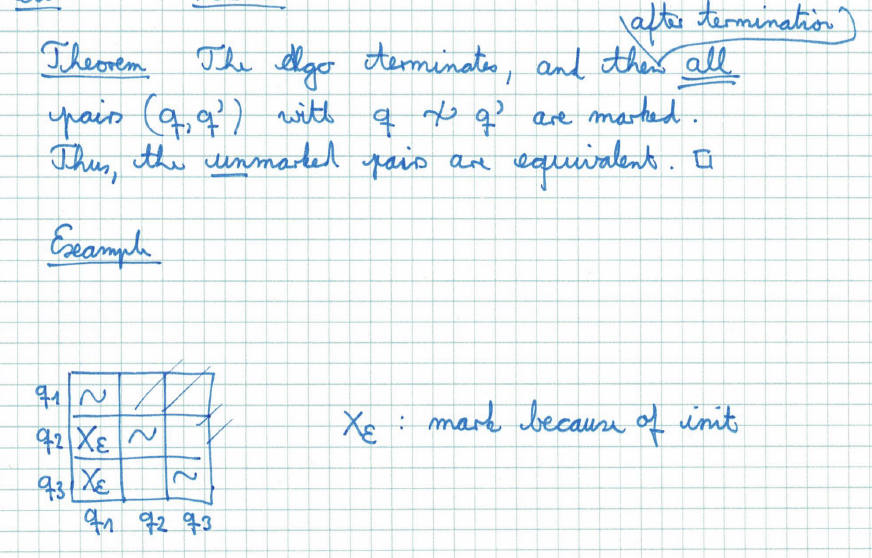 (after termination)
Theorem The algo terminates, and then all
pairs (q, q') with q ≁ q' are marked.
Thus, the unmarked pairs are equivalent. □
Example
q1 ~
q2 Xε ~
q3 Xε ~
q1 q2 q3
Xε : mark because of init